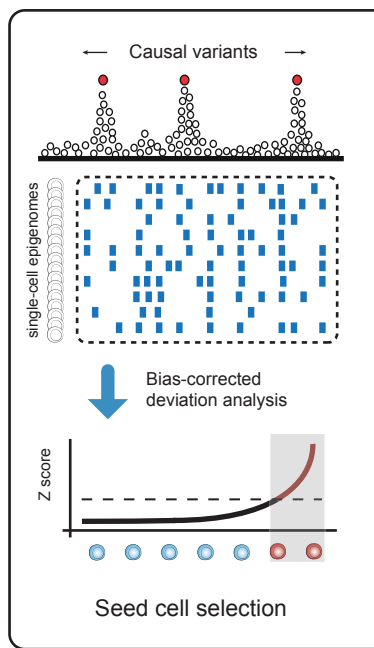 Causal variants
single-cell epigenomes
Bias-corrected
deviation analysis
Z score
Seed cell selection